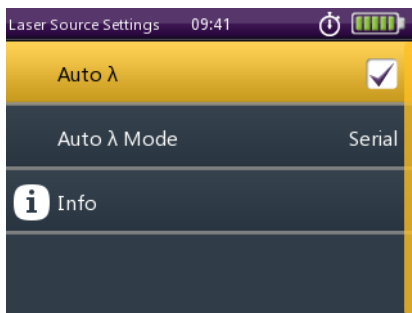 Laser Source Settings 09:41
Auto λ
Auto λ Mode Serial
i Info